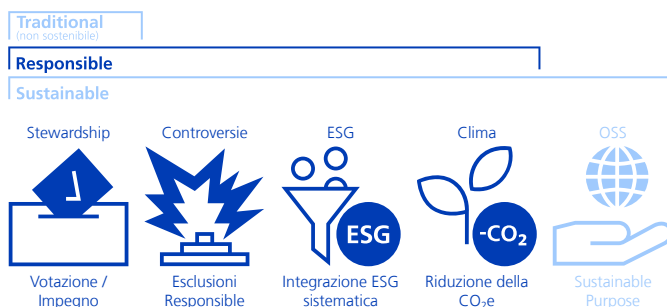 Traditional
(non sostenibile)
Responsible
Sustainable
Stewardship
Controversie
ESG
Clima
OSS
ESG
-CO₂
Votazione /
Impegno
Esclusioni
Responsible
Integrazione ESG
sistematica
Riduzione della
CO₂e
Sustainable
Purpose